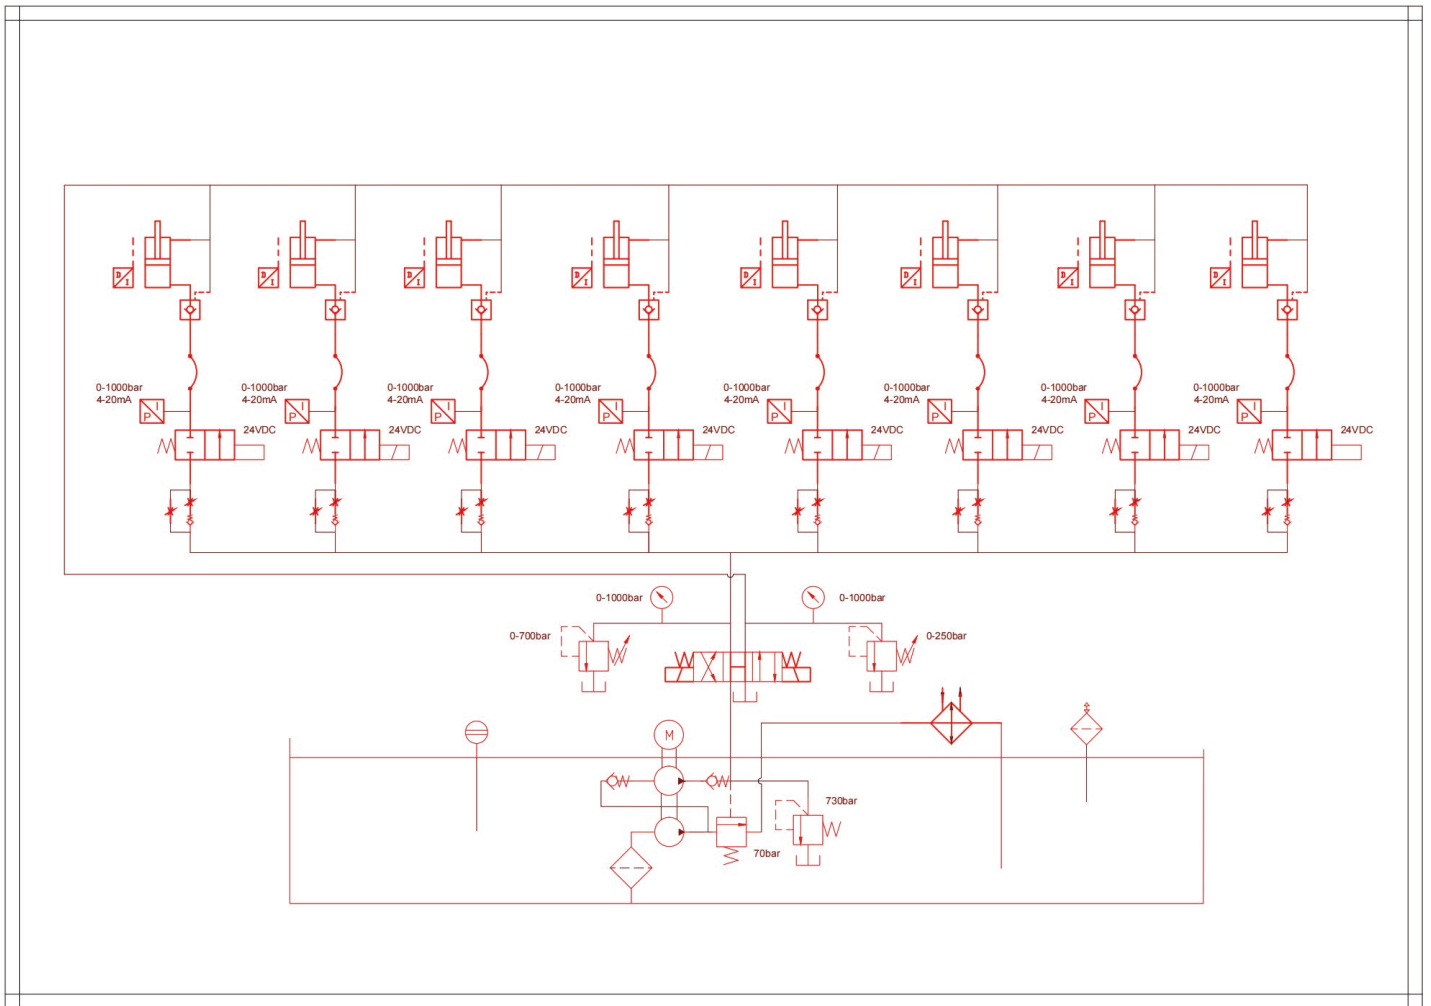 D I
D I
D I
D I
D I
D I
D I
D I
0-1000bar
4-20mA
I P
24VDC
0-1000bar
4-20mA
I P
24VDC
0-1000bar
4-20mA
I P
24VDC
0-1000bar
4-20mA
I P
24VDC
0-1000bar
4-20mA
I P
24VDC
0-1000bar
4-20mA
I P
24VDC
0-1000bar
4-20mA
I P
24VDC
0-1000bar
4-20mA
I P
24VDC
0-1000bar
0-1000bar
0-700bar
0-250bar
M
730bar
70bar